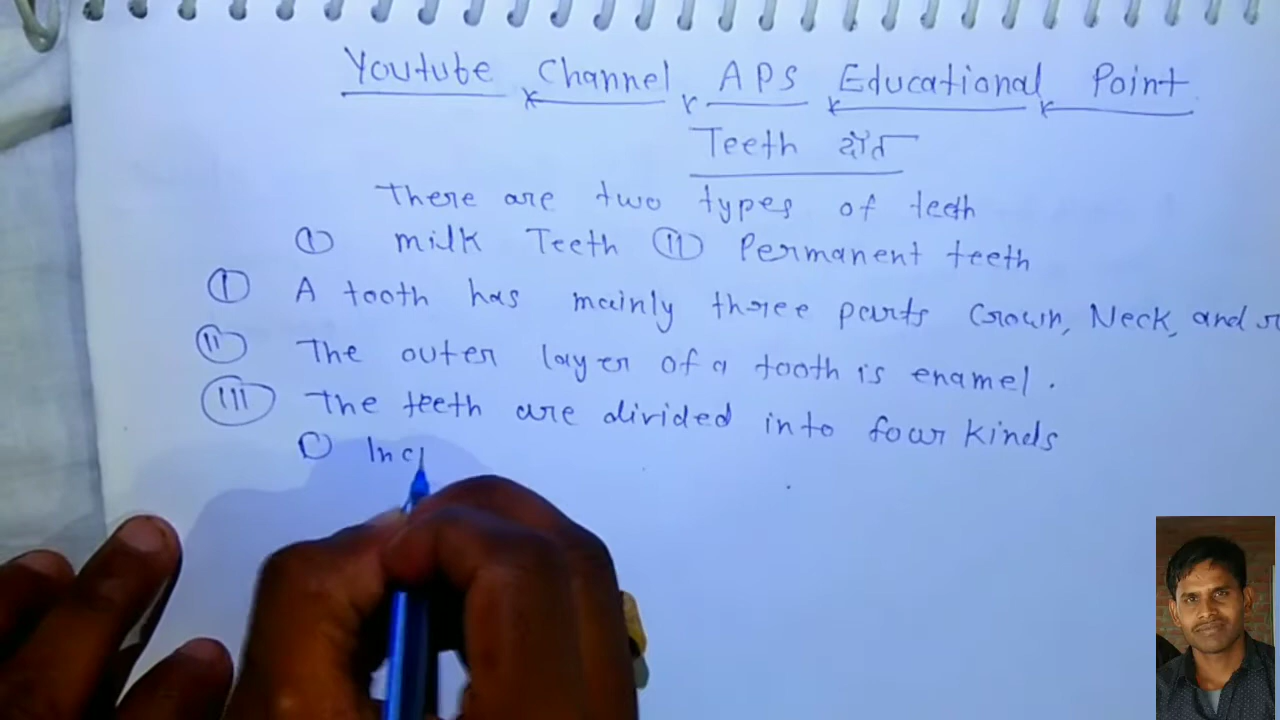 Youtube Channel APS Educational Point
Teeth दाँत
There are two types of teeth
(I) milk Teeth (II) Permanent teeth
(I) A tooth has mainly three parts Crown, Neck, and
(II) The outer layer of a tooth is enamel.
(III) The teeth are divided into four kinds
(I) Inci